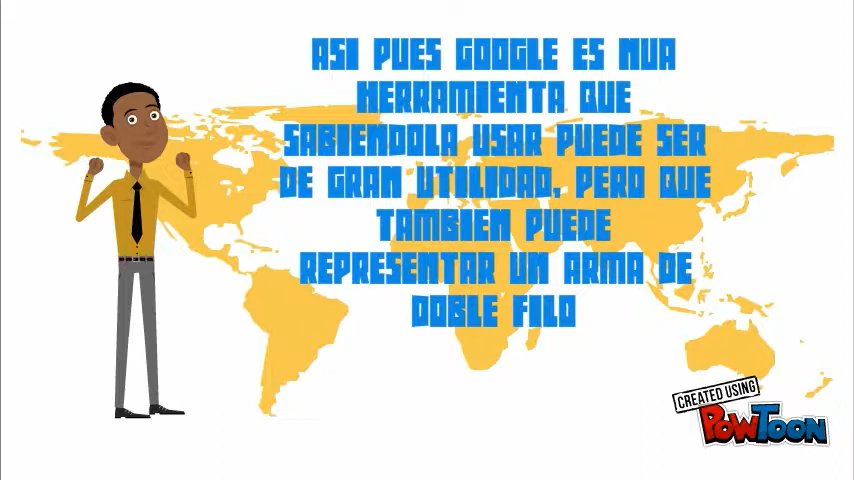 ASI PUES GOOGLE ES NUA
HERRAMIENTA QUE
SABIENDOLA USAR PUEDE SER
DE GRAN UTILIDAD, PERO QUE
TAMBIEN PUEDE
REPRESENTAR UN ARMA DE
DOBLE FILO
CREATED USING
POWTOON